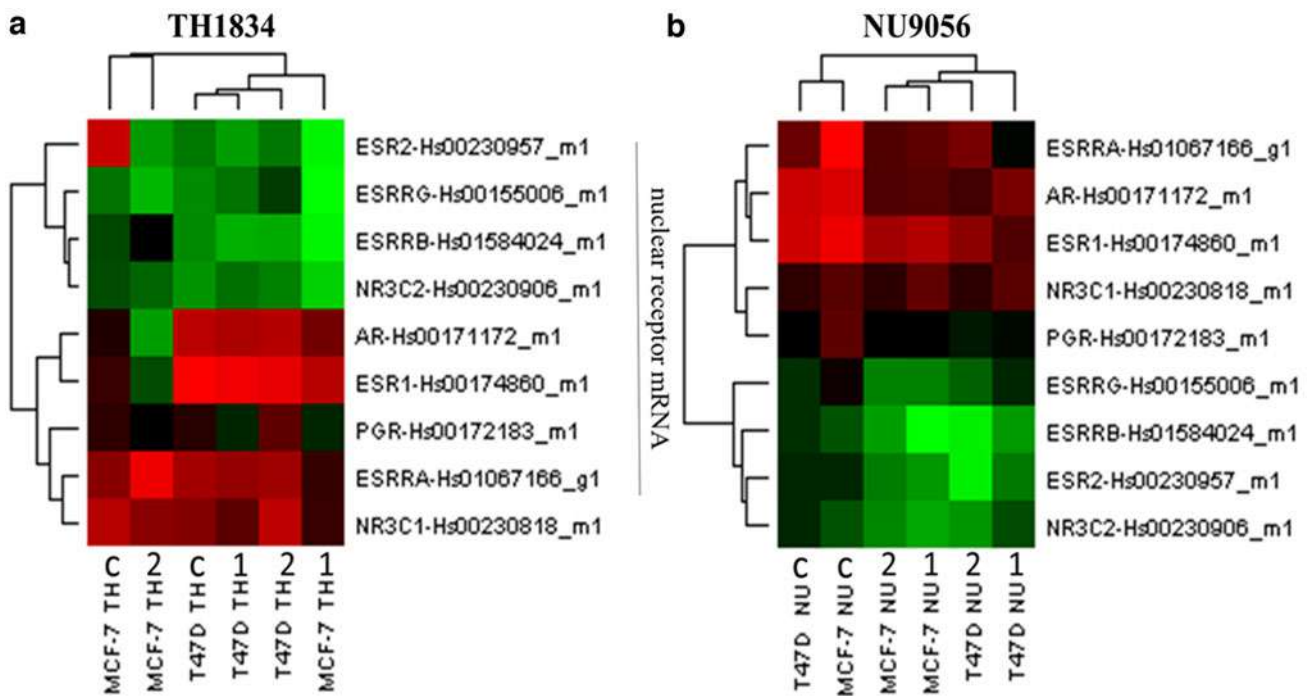 a
TH1834
ESR2-Hs00230957_m1
ESRRG-Hs00155006_m1
ESRRB-Hs01584024_m1
NR3C2-Hs00230906_m1
AR-Hs00171172_m1
ESR1-Hs00174860_m1
PGR-Hs00172183_m1
ESRRA-Hs01067166_g1
NR3C1-Hs00230818_m1
MCF-7 TH C
MCF-7 TH 2
T47D TH C
T47D TH 1
T47D TH 2
MCF-7 TH 1
nuclear receptor mRNA
b
NU9056
ESRRA-Hs01067166_g1
AR-Hs00171172_m1
ESR1-Hs00174860_m1
NR3C1-Hs00230818_m1
PGR-Hs00172183_m1
ESRRG-Hs00155006_m1
ESRRB-Hs01584024_m1
ESR2-Hs00230957_m1
NR3C2-Hs00230906_m1
T47D NU C
MCF-7 NU C
MCF-7 NU 2
MCF-7 NU 1
T47D NU 2
T47D NU 1